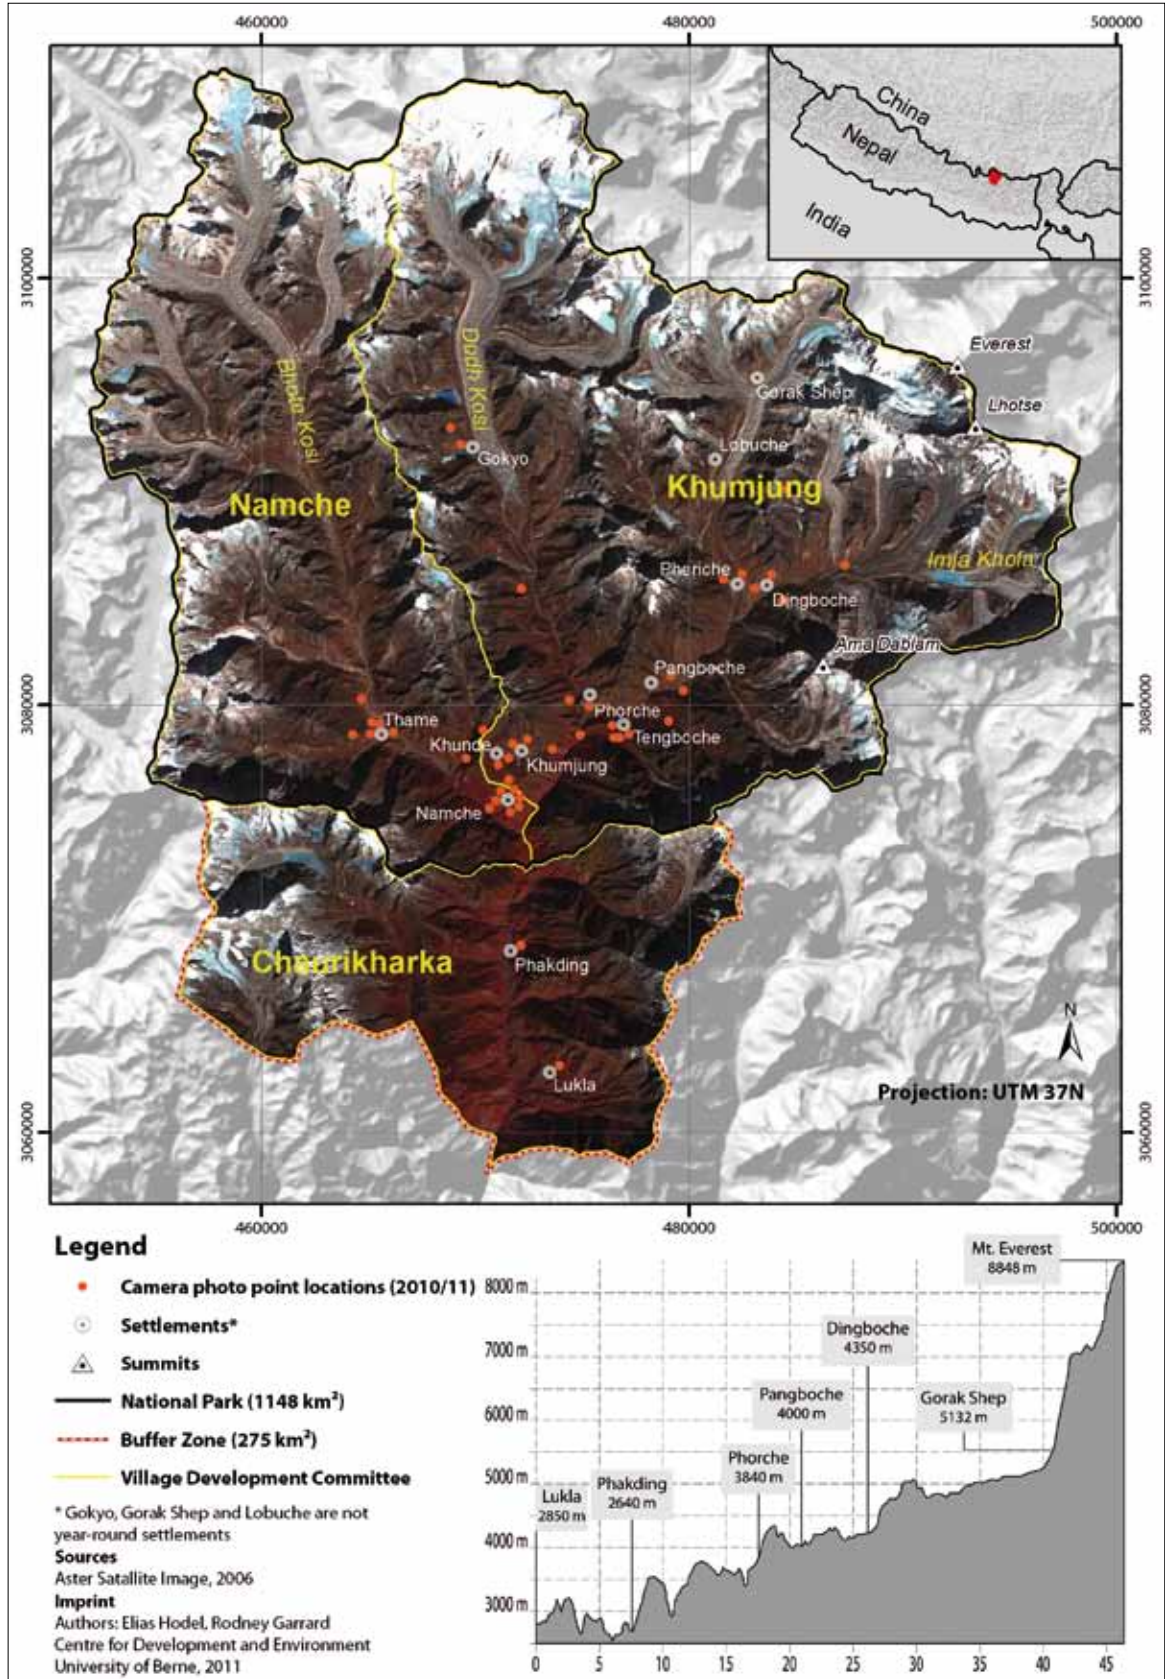 460000
480000
500000
China
Nepal
India
3100000
3100000
Everest
Lhotse
Gorak Shep
Dudh Kosi
Bhote Kosi
Lobuche
Gokyo
Namche
Khumjung
Imja Khola
Pheriche
Dingboche
Ama Dablam
Pangboche
3080000
3080000
Phorche
Thame
Tengboche
Khunde
Khumjung
Namche
Chaurikharka
Phakding
N
Lukla
Projection: UTM 37N
3060000
3060000
460000
480000
500000
Legend
Camera photo point locations (2010/11)
Settlements*
Summits
National Park (1148 km²)
Buffer Zone (275 km²)
Village Development Committee
* Gokyo, Gorak Shep and Lobuche are not
year-round settlements
Sources
Aster Satallite Image, 2006
Imprint
Authors: Elias Hodel, Rodney Garrard
Centre for Development and Environment
University of Berne, 2011
Mt. Everest
8848 m
8000 m
Dingboche
4350 m
7000 m
Pangboche
4000 m
Gorak Shep
5132 m
6000 m
Phorche
3840 m
5000 m
Phakding
2640 m
Lukla
2850 m
4000 m
3000 m
0 5 10 15 20 25 30 35 40 45